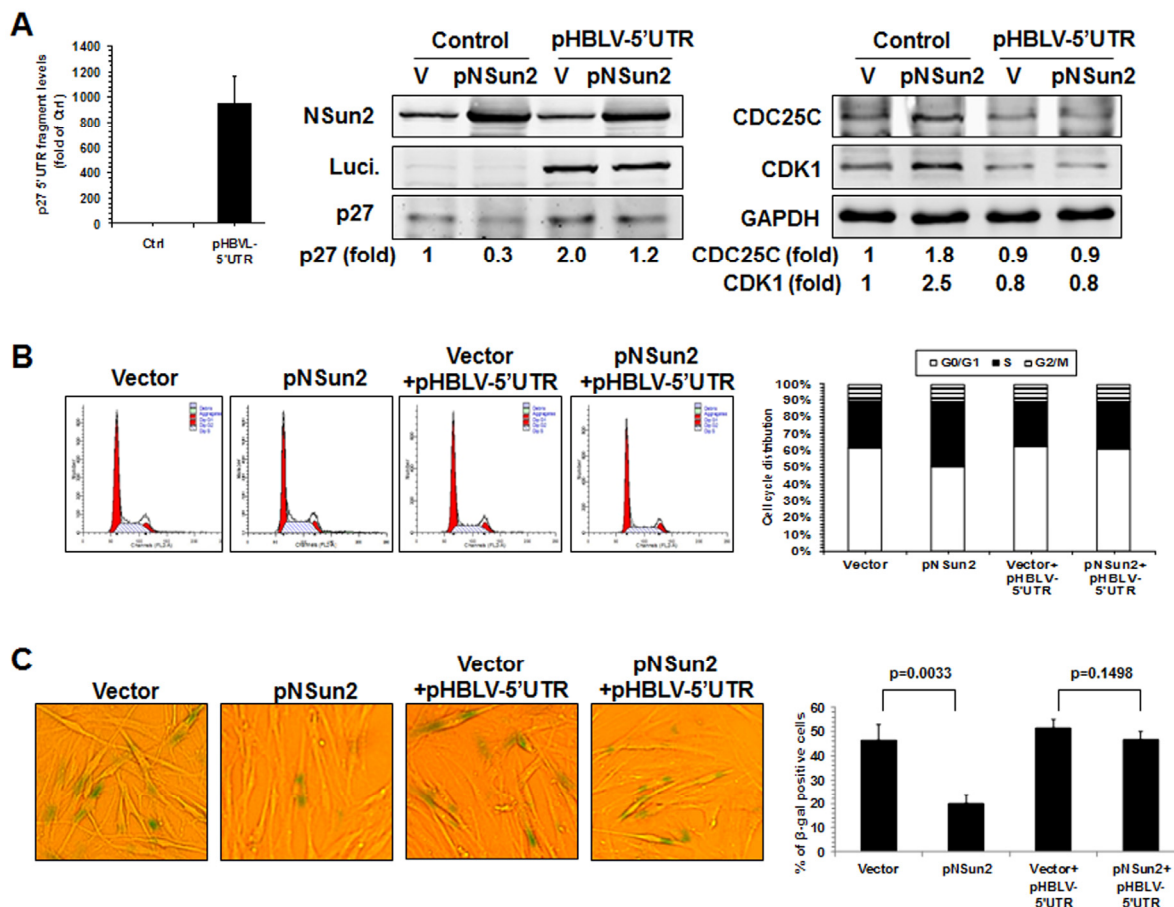 A
p27 5'UTR fragment levels
(fold of Ctrl)
1400
1200
1000
800
600
400
200
0
Ctrl
pHBVL-
5'UTR
Control
pHBLV-5'UTR
V
pNSun2
V
pNSun2
NSun2
Luci.
p27
p27 (fold)
1
0.3
2.0
1.2
Control
pHBLV-5'UTR
V
pNSun2
V
pNSun2
CDC25C
CDK1
GAPDH
CDC25C (fold)
1
1.8
0.9
0.9
CDK1 (fold)
1
2.5
0.8
0.8
B
Vector
pNSun2
Vector
+pHBLV-5'UTR
pNSun2
+pHBLV-5'UTR
G0/G1
S
G2/M
Cell cycle distribution
100%
90%
80%
70%
60%
50%
40%
30%
20%
10%
0%
Vector
pNSun2
Vector+
pHBLV-
5'UTR
pNSun2+
pHBLV-
5'UTR
C
Vector
pNSun2
Vector
+pHBLV-5'UTR
pNSun2
+pHBLV-5'UTR
p=0.0033
p=0.1498
% of β-gal positive cells
60
50
40
30
20
10
0
Vector
pNSun2
Vector+
pHBLV-
5'UTR
pNSun2+
pHBLV-
5'UTR